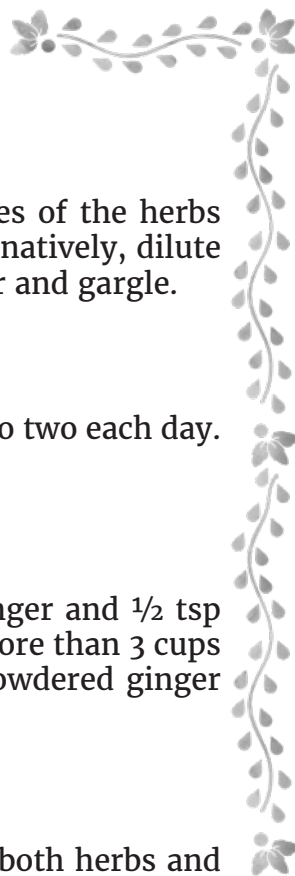 es of the herbs
natively, dilute
r and gargle.
o two each day.
nger and ½ tsp
ore than 3 cups
owdered ginger
both herbs and